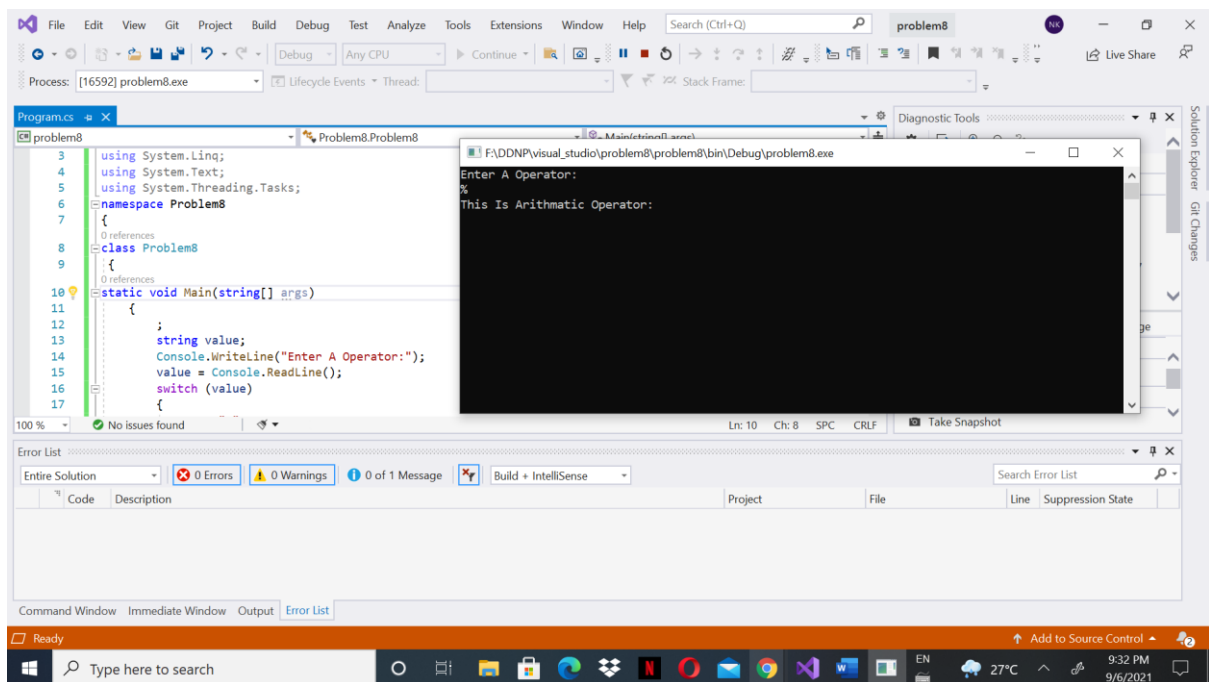 File Edit View Git Project Build Debug Test Analyze Tools Extensions Window Help Search (Ctrl+Q) problem8 NK
Debug Any CPU Continue Live Share
Process: [16592] problem8.exe Lifecycle Events Thread: Stack Frame:
Program.cs Diagnostic Tools
C# problem8 Problem8.Problem8 Main(string[] args)
Solution Explorer
Git Changes
3 using System.Linq;
4 using System.Text;
5 using System.Threading.Tasks;
6 namespace Problem8
7 {
0 references
8 class Problem8
9 {
0 references
10 static void Main(string[] args)
11 {
12 ;
13 string value;
14 Console.WriteLine("Enter A Operator:");
15 value = Console.ReadLine();
16 switch (value)
17 {
F:\DDNP\visual_studio\problem8\problem8\bin\Debug\problem8.exe
Enter A Operator:
%
This Is Arithmatic Operator:
100 % No issues found Ln: 10 Ch: 8 SPC CRLF
Take Snapshot
Error List
Entire Solution 0 Errors 0 Warnings 0 of 1 Message Build + IntelliSense Search Error List
Code Description Project File Line Suppression State
Command Window Immediate Window Output Error List
Ready Add to Source Control 2
Type here to search EN 27°C 9:32 PM
9/6/2021